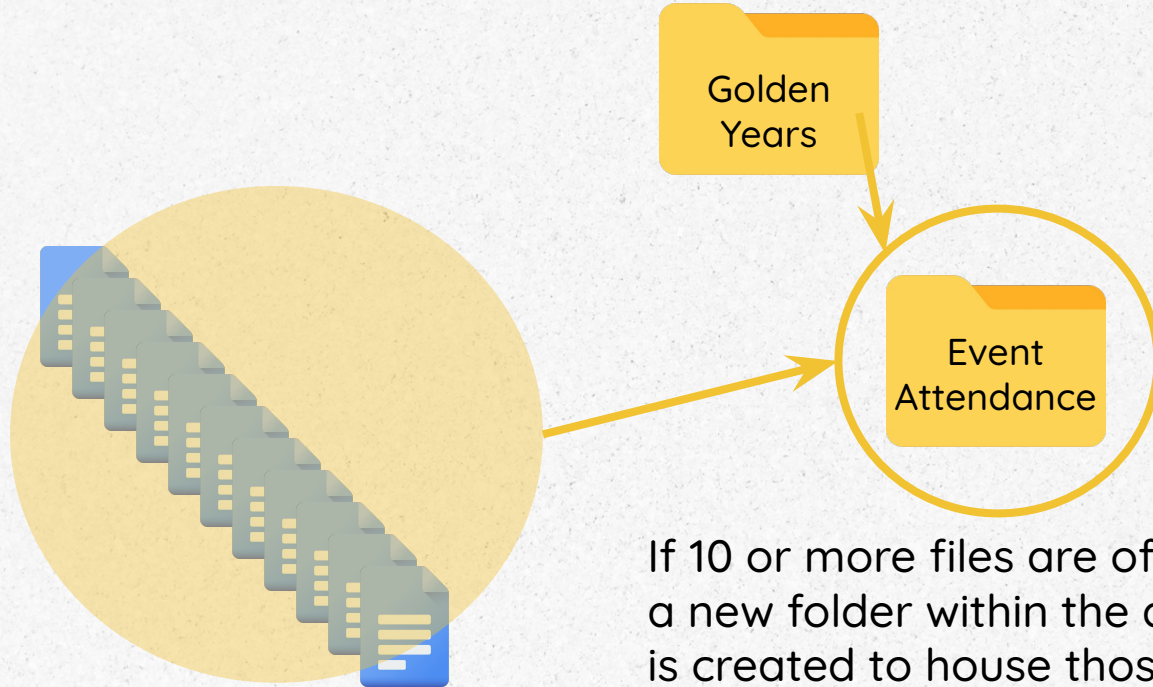 Golden
Years
Event
Attendance
If 10 or more files are of
a new folder within the
is created to house